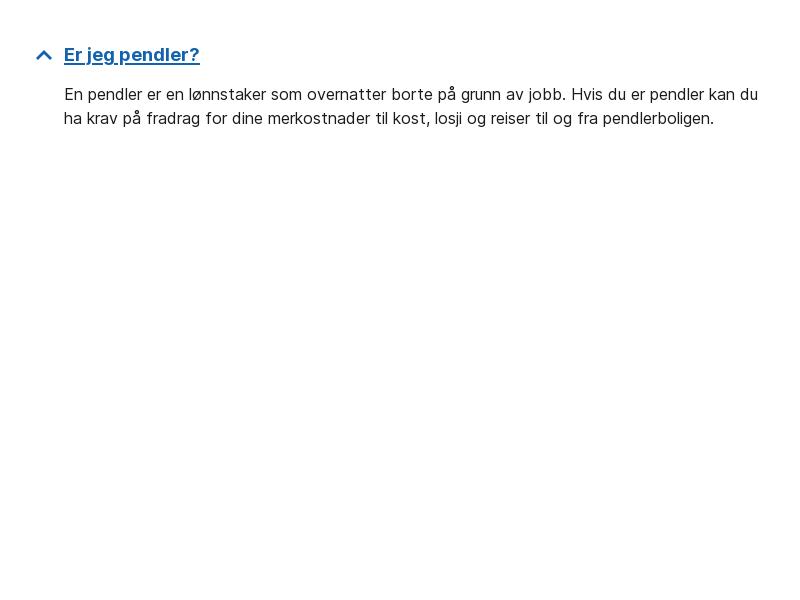 Er jeg pendler?
En pendler er en lønnstaker som overnatter borte på grunn av jobb. Hvis du er pendler kan du
ha krav på fradrag for dine merkostnader til kost, losji og reiser til og fra pendlerboligen.